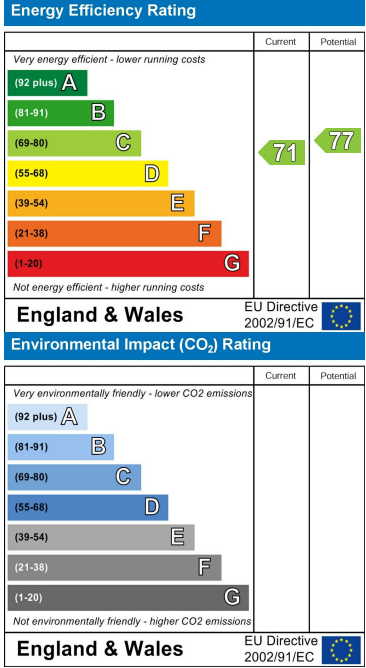 Energy Efficiency Rating
Current Potential
Very energy efficient - lower running costs
(92 plus) A
(81-91) B
(69-80) C
71 77
(55-68) D
(39-54) E
(21-38) F
(1-20) G
Not energy efficient - higher running costs
England & Wales
EU Directive
2002/91/EC
Environmental Impact (CO₂) Rating
Current Potential
Very environmentally friendly - lower CO2 emissions
(92 plus) A
(81-91) B
(69-80) C
(55-68) D
(39-54) E
(21-38) F
(1-20) G
Not environmentally friendly - higher CO2 emissions
England & Wales
EU Directive
2002/91/EC